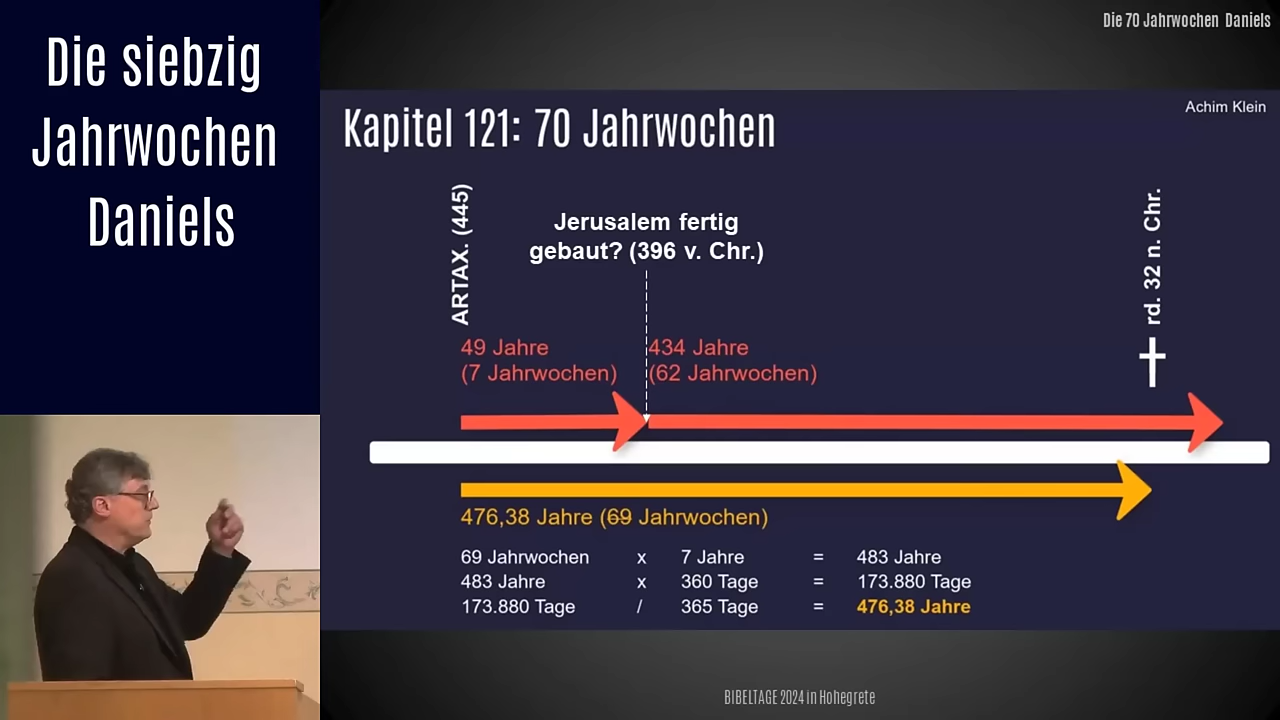 Die siebzig
Jahrwochen
Daniels
Die 70 Jahrwochen Daniels
Achim Klein
Kapitel 121: 70 Jahrwochen
ARTAX. (445)
Jerusalem fertig
gebaut? (396 v. Chr.)
rd. 32 n. Chr.
49 Jahre
(7 Jahrwochen)
434 Jahre
(62 Jahrwochen)
476,38 Jahre (69 Jahrwochen)
69 Jahrwochen x 7 Jahre = 483 Jahre
483 Jahre x 360 Tage = 173.880 Tage
173.880 Tage / 365 Tage = 476,38 Jahre
BIBELTAGE 2024 in Hohegrete